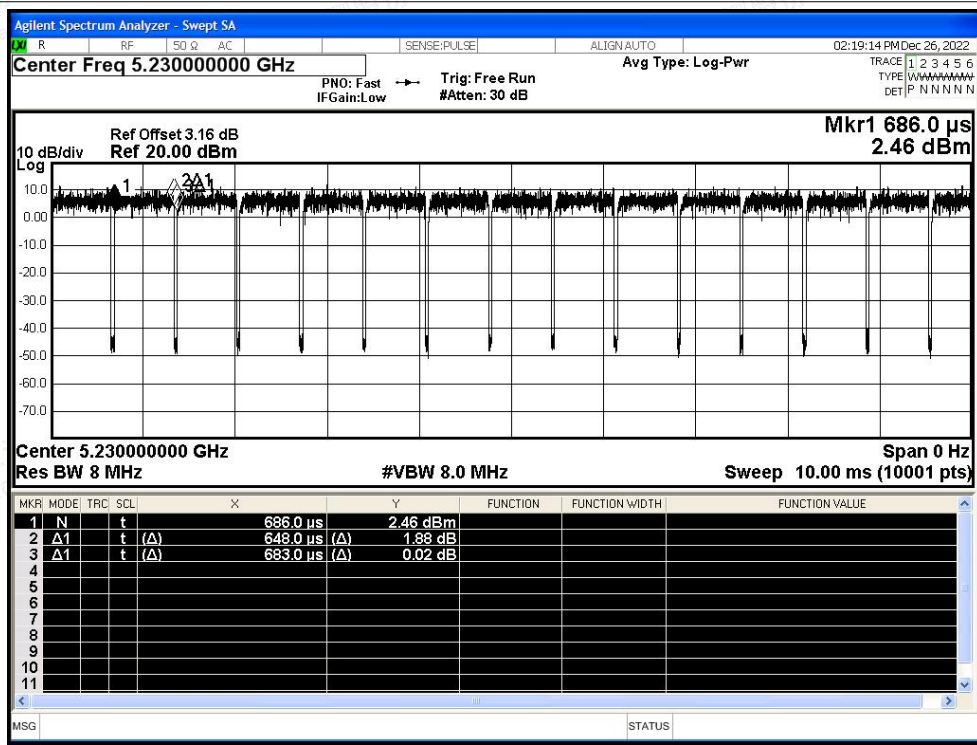 Agilent Spectrum Analyzer - Swept SA
LXI R RF 50 Ω AC SENSE:PULSE ALIGN AUTO 02:19:14 PM Dec 26, 2022
Center Freq 5.230000000 GHz
PNO: Fast
IFGain:Low
Trig: Free Run
#Atten: 30 dB
Avg Type: Log-Pwr
TRACE 1 2 3 4 5 6
TYPE
DET P N N N N N
Mkr1 686.0 µs
2.46 dBm
Ref Offset 3.16 dB
10 dB/div Ref 20.00 dBm
Log
1 2Δ1
10.0
0.00
-10.0
-20.0
-30.0
-40.0
-50.0
-60.0
-70.0
Center 5.230000000 GHz Span 0 Hz
Res BW 8 MHz #VBW 8.0 MHz Sweep 10.00 ms (10001 pts)
MKR MODE TRC SCL X Y FUNCTION FUNCTION WIDTH FUNCTION VALUE
1 N t 686.0 µs 2.46 dBm
2 Δ1 t (Δ) 648.0 µs (Δ) 1.88 dB
3 Δ1 t (Δ) 683.0 µs (Δ) 0.02 dB
4
5
6
7
8
9
10
11
MSG STATUS